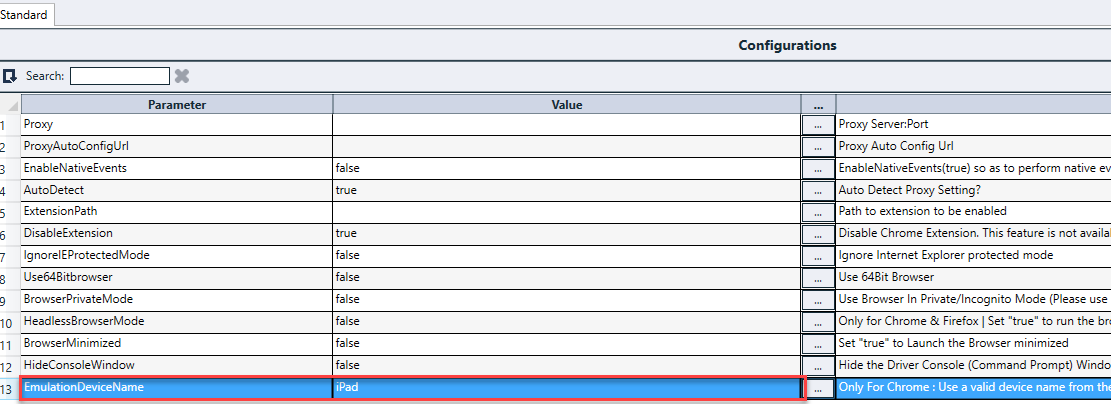 Standard
Configurations
Search:
Parameter Value ...
1 Proxy ... Proxy Server:Port
2 ProxyAutoConfigUrl ... Proxy Auto Config Url
3 EnableNativeEvents false ... EnableNativeEvents(true) so as to perform native ev
4 AutoDetect true ... Auto Detect Proxy Setting?
5 ExtensionPath ... Path to extension to be enabled
6 DisableExtension true ... Disable Chrome Extension. This feature is not availa
7 IgnoreIEProtectedMode false ... Ignore Internet Explorer protected mode
8 Use64Bitbrowser false ... Use 64Bit Browser
9 BrowserPrivateMode false ... Use Browser In Private/Incognito Mode (Please use
10 HeadlessBrowserMode false ... Only for Chrome & Firefox | Set "true" to run the bro
11 BrowserMinimized false ... Set "true" to Launch the Browser minimized
12 HideConsoleWindow false ... Hide the Driver Console (Command Prompt) Windo
13 EmulationDeviceName iPad ... Only For Chrome : Use a valid device name from the